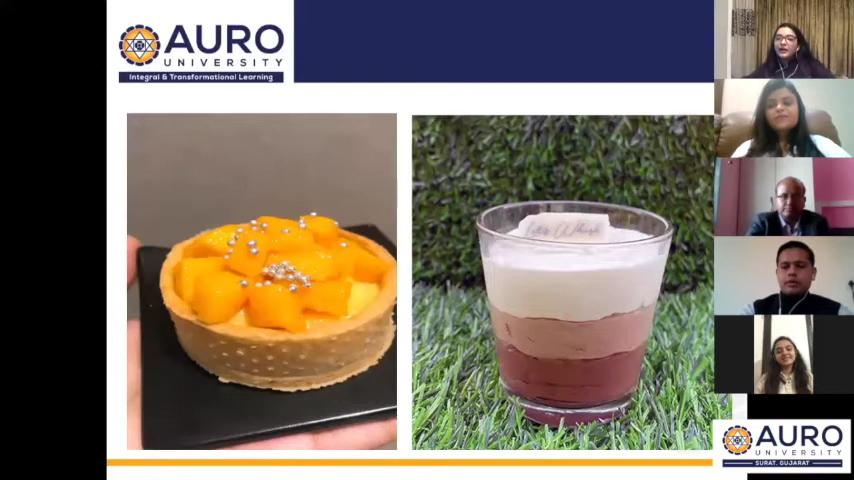 AURO
UNIVERSITY
Integral & Transformational Learning
AURO
UNIVERSITY
SURAT, GUJARAT